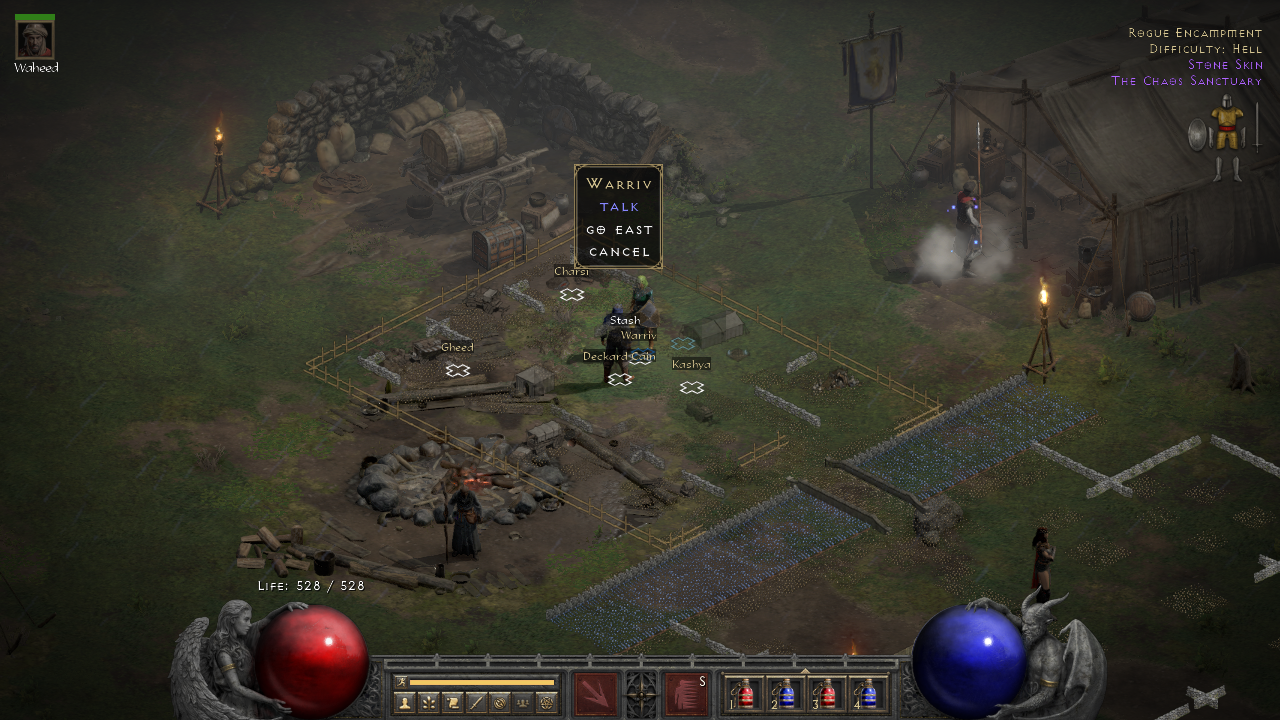 Waheed
Rogue Encampment
Difficulty: Hell
Stone Skin
The Chaos Sanctuary
Warriv
talk
go east
cancel
Charsi
Stash
Warriv
Gheed
Deckard Cain
Kashya
Life: 528 / 528
S
1
2
3
4